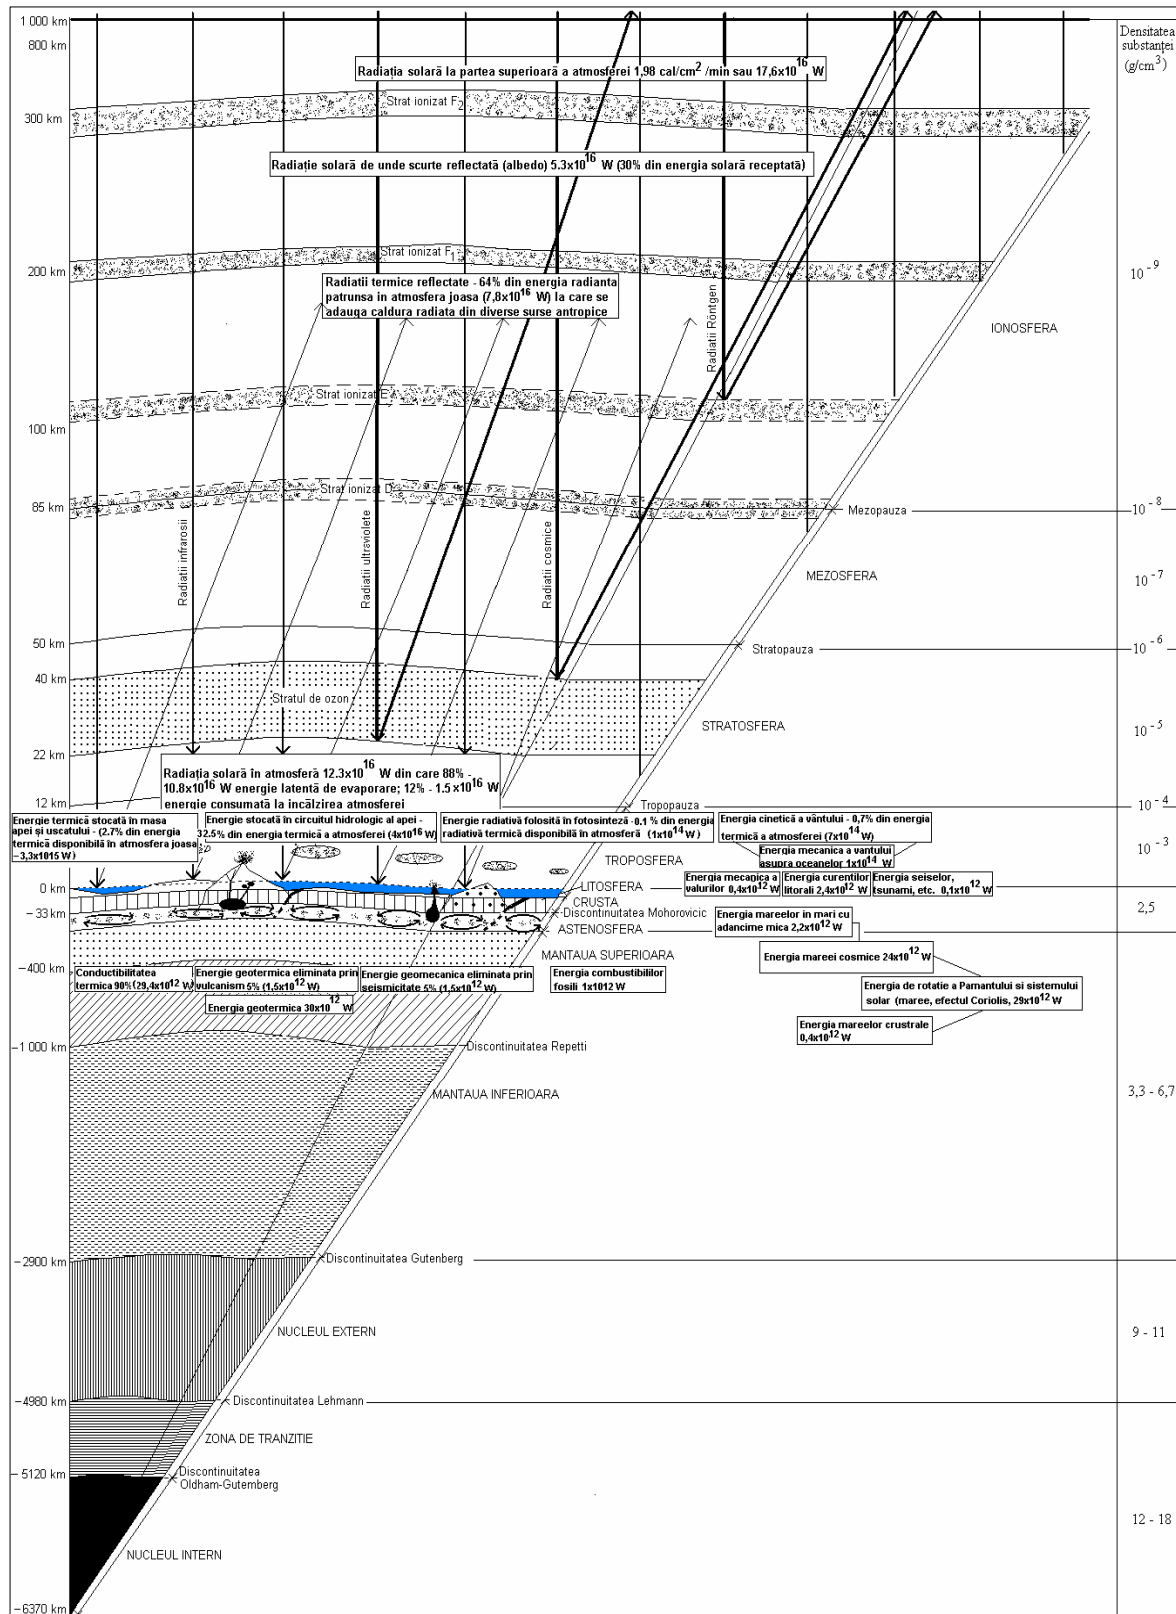 1 000 km
800 km
Densitatea
substanței
(g/cm³)
Radiația solară la partea superioară a atmosferei 1,98 cal/cm² /min sau 17,6x10¹⁶ W
Strat ionizat F₂
300 km
Radiație solară de unde scurte reflectată (albedo) 5.3x10¹⁶ W (30% din energia solară receptată)
Strat ionizat F₁
200 km
10⁻⁹
Radiatii termice reflectate - 64% din energia radianta
patrunsa in atmosfera joasa (7,8x10¹⁶ W) la care se
adauga caldura radiata din diverse surse antropice
Radiatii Röntgen
IONOSFERA
Strat ionizat E
100 km
Strat ionizat D
85 km
Mezopauza
10⁻⁸
Radiatii infrarosii
Radiatii ultraviolete
Radiatii cosmice
MEZOSFERA
10⁻⁷
50 km
Stratopauza
10⁻⁶
40 km
Stratul de ozon
STRATOSFERA
10⁻⁵
22 km
Radiația solară în atmosferă 12.3x10¹⁶ W din care 88% -
10.8x10¹⁶ W energie latentă de evaporare; 12% - 1.5x10¹⁶ W
energie consumată la incălzirea atmosferei
12 km
Tropopauza
10⁻⁴
Energie termică stocată în masa
apei și uscatului - (2.7% din energia
termică disponibilă în atmosfera joasa
–3,3x1015 W)
Energie stocată în circuitul hidrologic al apei -
32.5% din energia termică a atmosferei (4x10¹⁶ W)
Energie radiativă folosită în fotosinteză -0.1 % din energia
radiativă termică disponibilă în atmosferă (1x10¹⁴ W)
Energia cinetică a vântului - 0,7% din energia
termică a atmosferei (7x10¹⁴ W)
10⁻³
Energia mecanica a vantului
asupra oceanelor 1x10¹⁴ W
TROPOSFERA
0 km
LITOSFERA
Energia mecanica a
valurilor 0,4x10¹² W
Energia curentilor
litorali 2,4x10¹² W
Energia seiselor,
tsunami, etc. 0,1x10¹² W
CRUSTA
–33 km
Discontinuitatea Mohorovicic
2,5
Energia mareelor in mari cu
adancime mica 2,2x10¹² W
ASTENOSFERA
MANTAUA SUPERIOARA
Energia mareei cosmice 24x10¹² W
–400 km
Conductibilitatea
termica 90% (29,4x10¹² W)
Energie geotermica eliminata prin
vulcanism 5% (1,5x10¹² W)
Energie geomecanica eliminata prin
seismicitate 5% (1,5x10¹² W)
Energia combustibililor
fosili 1x1012 W
Energia de rotatie a Pamantului si sistemului
solar (maree, efectul Coriolis, 29x10¹² W
Energia geotermica 30x10¹² W
Energia mareelor crustrale
0,4x10¹² W
–1 000 km
Discontinuitatea Repetti
MANTAUA INFERIOARA
3,3 - 6,7
–2900 km
Discontinuitatea Gutenberg
NUCLEUL EXTERN
9 - 11
–4980 km
Discontinuitatea Lehmann
ZONA DE TRANZITIE
–5120 km
Discontinuitatea
Oldham-Gutemberg
12 - 18
NUCLEUL INTERN
–6370 km